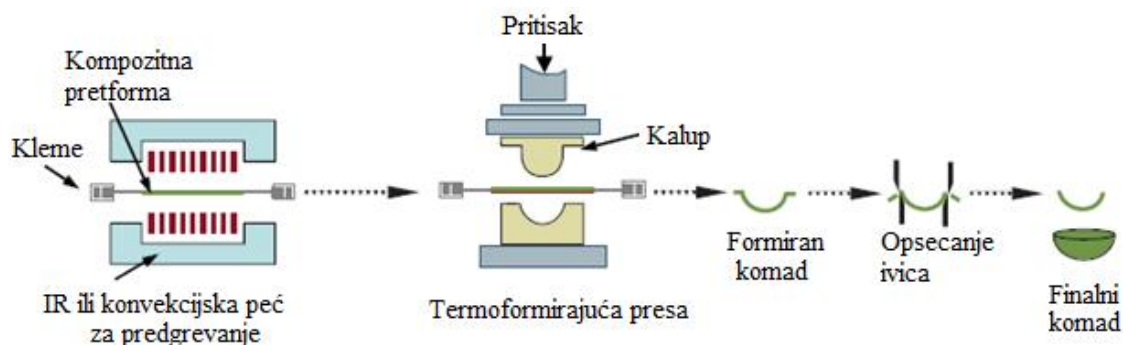 Pritisak
Kompozitna
pretforma
Kalup
Kleme
Formiran
komad
Opsecanje
ivica
IR ili konvekcijska peć
za predgrevanje
Termoformirajuća presa
Finalni
komad